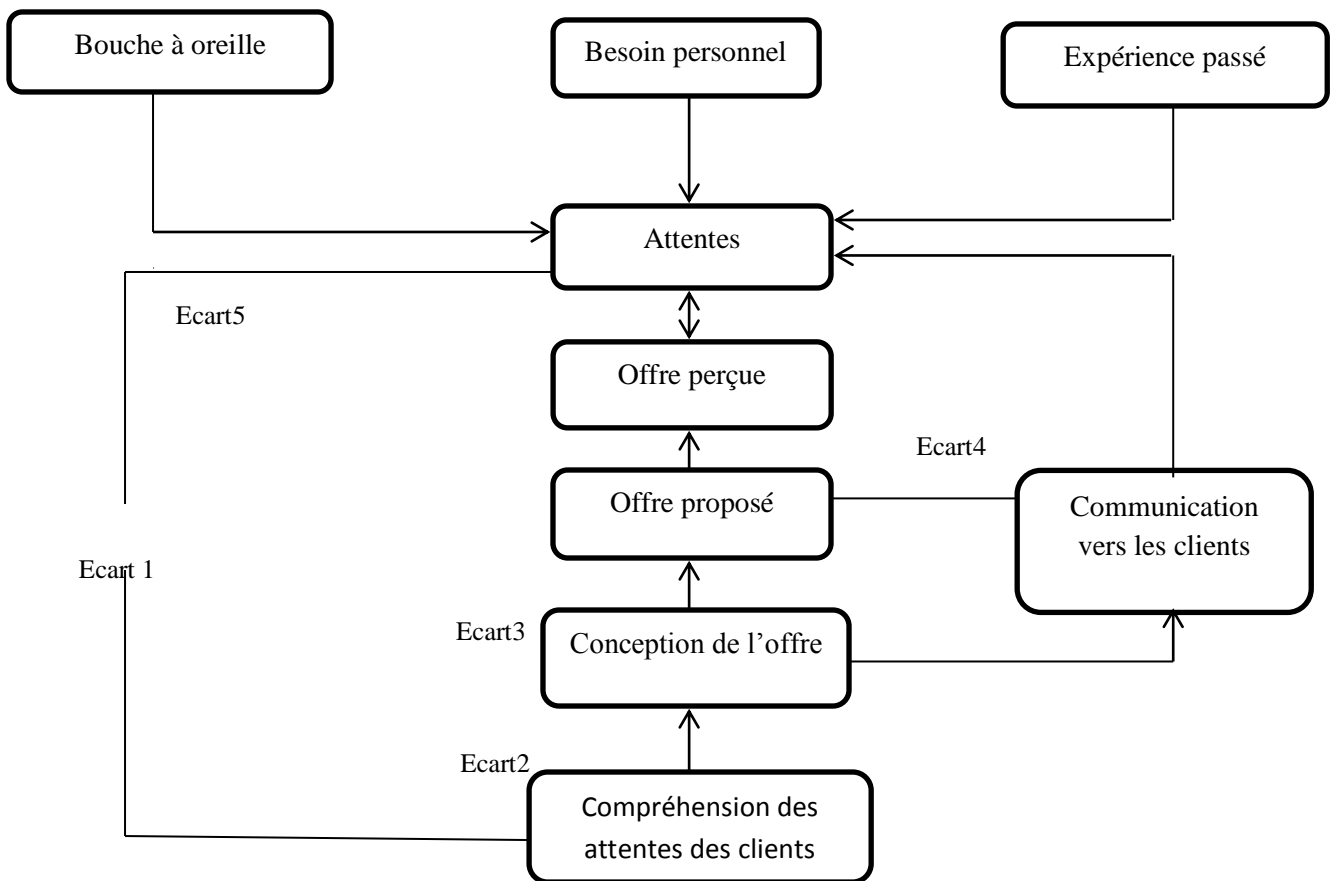 Bouche à oreille
Besoin personnel
Expérience passé
Attentes
Ecart5
Offre perçue
Ecart4
Offre proposé
Communication
vers les clients
Ecart 1
Ecart3
Conception de l’offre
Ecart2
Compréhension des
attentes des clients